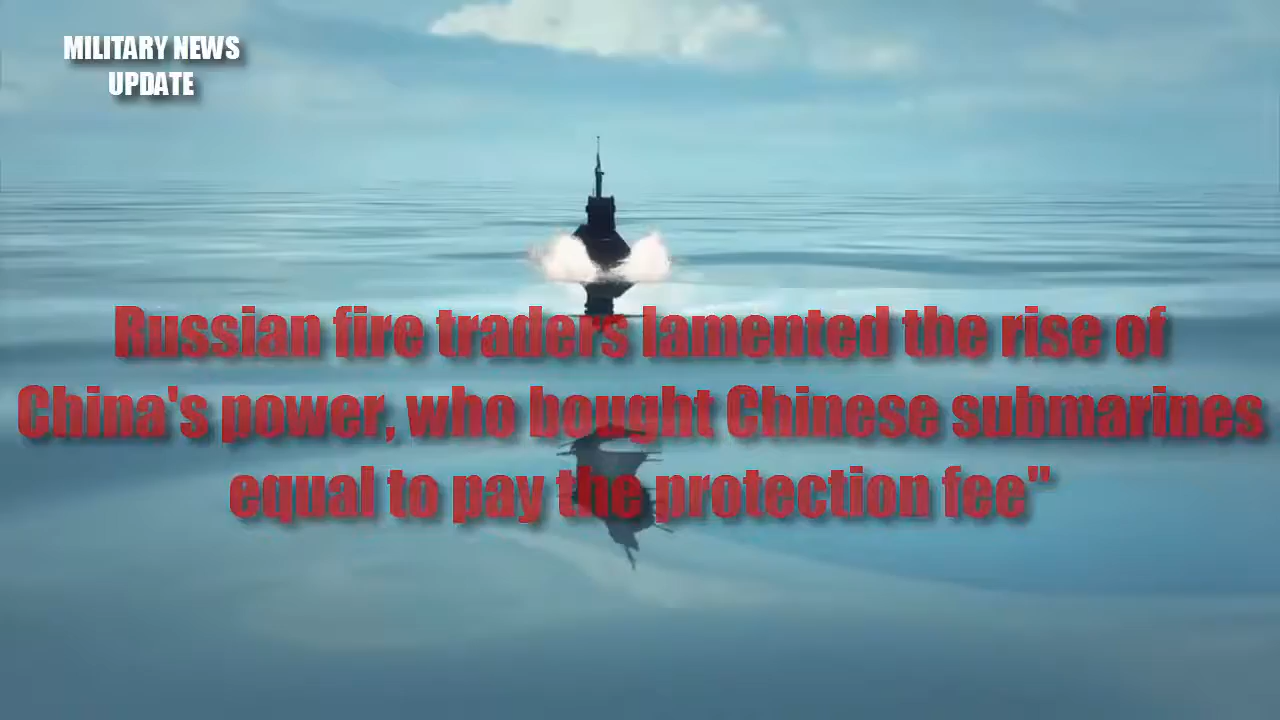 MILITARY NEWS
UPDATE
Russian fire traders lamented the rise of
China's power, who bought Chinese submarines
equal to pay the protection fee"